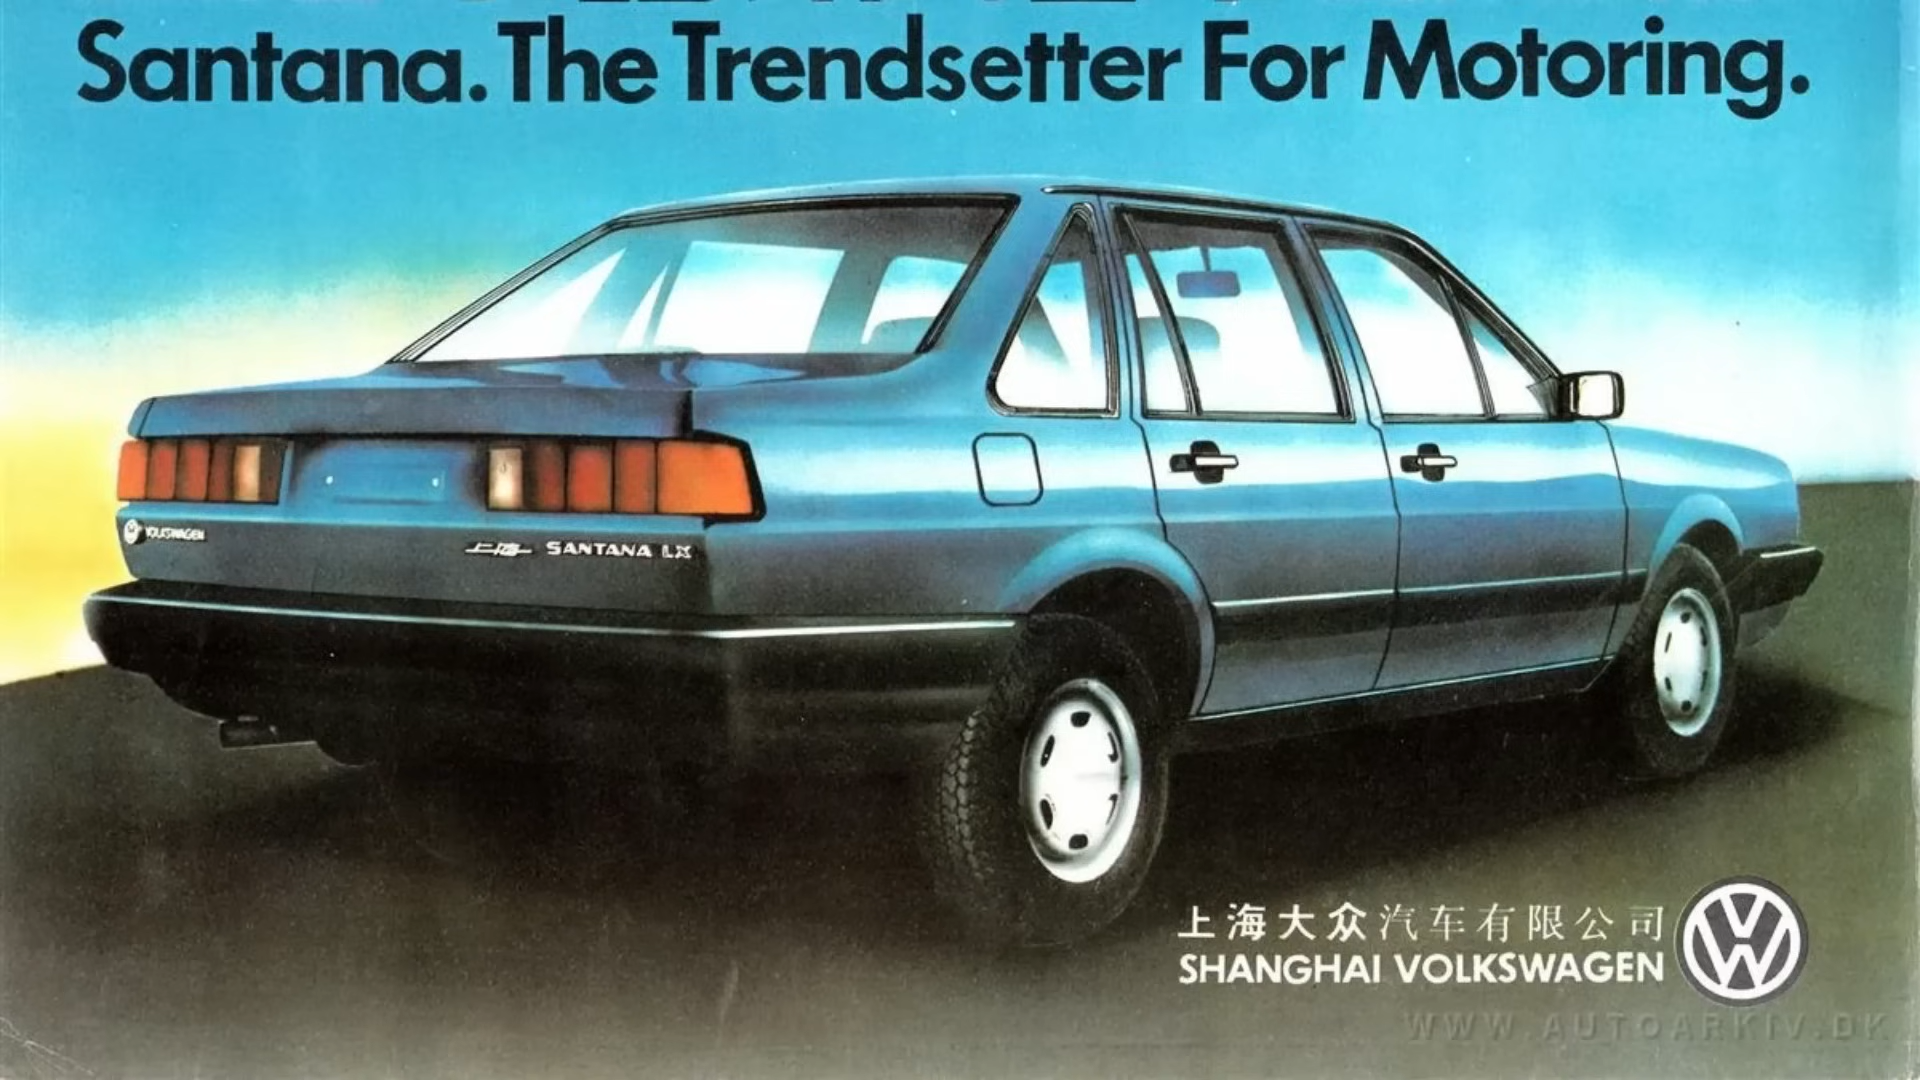 Santana. The Trendsetter For Motoring.
VOLKSWAGEN
上海 SANTANA LX
上海大众汽车有限公司
SHANGHAI VOLKSWAGEN
WWW.AUTOARKIV.DK